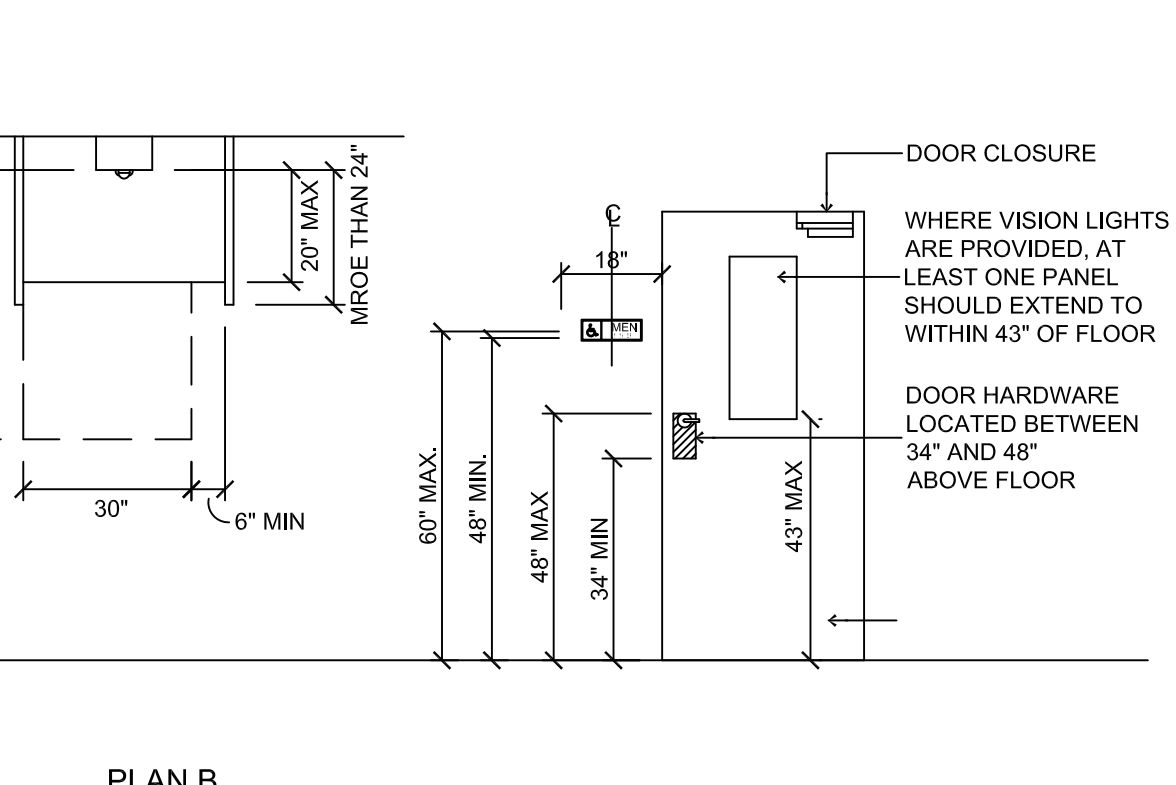 20" MAX
MROE THAN 24"
30"
6" MIN
PLAN B
℄
18"
MEN
60" MAX.
48" MIN.
48" MAX
34" MIN
43" MAX
DOOR CLOSURE
WHERE VISION LIGHTS
ARE PROVIDED, AT
LEAST ONE PANEL
SHOULD EXTEND TO
WITHIN 43" OF FLOOR
DOOR HARDWARE
LOCATED BETWEEN
34" AND 48"
ABOVE FLOOR